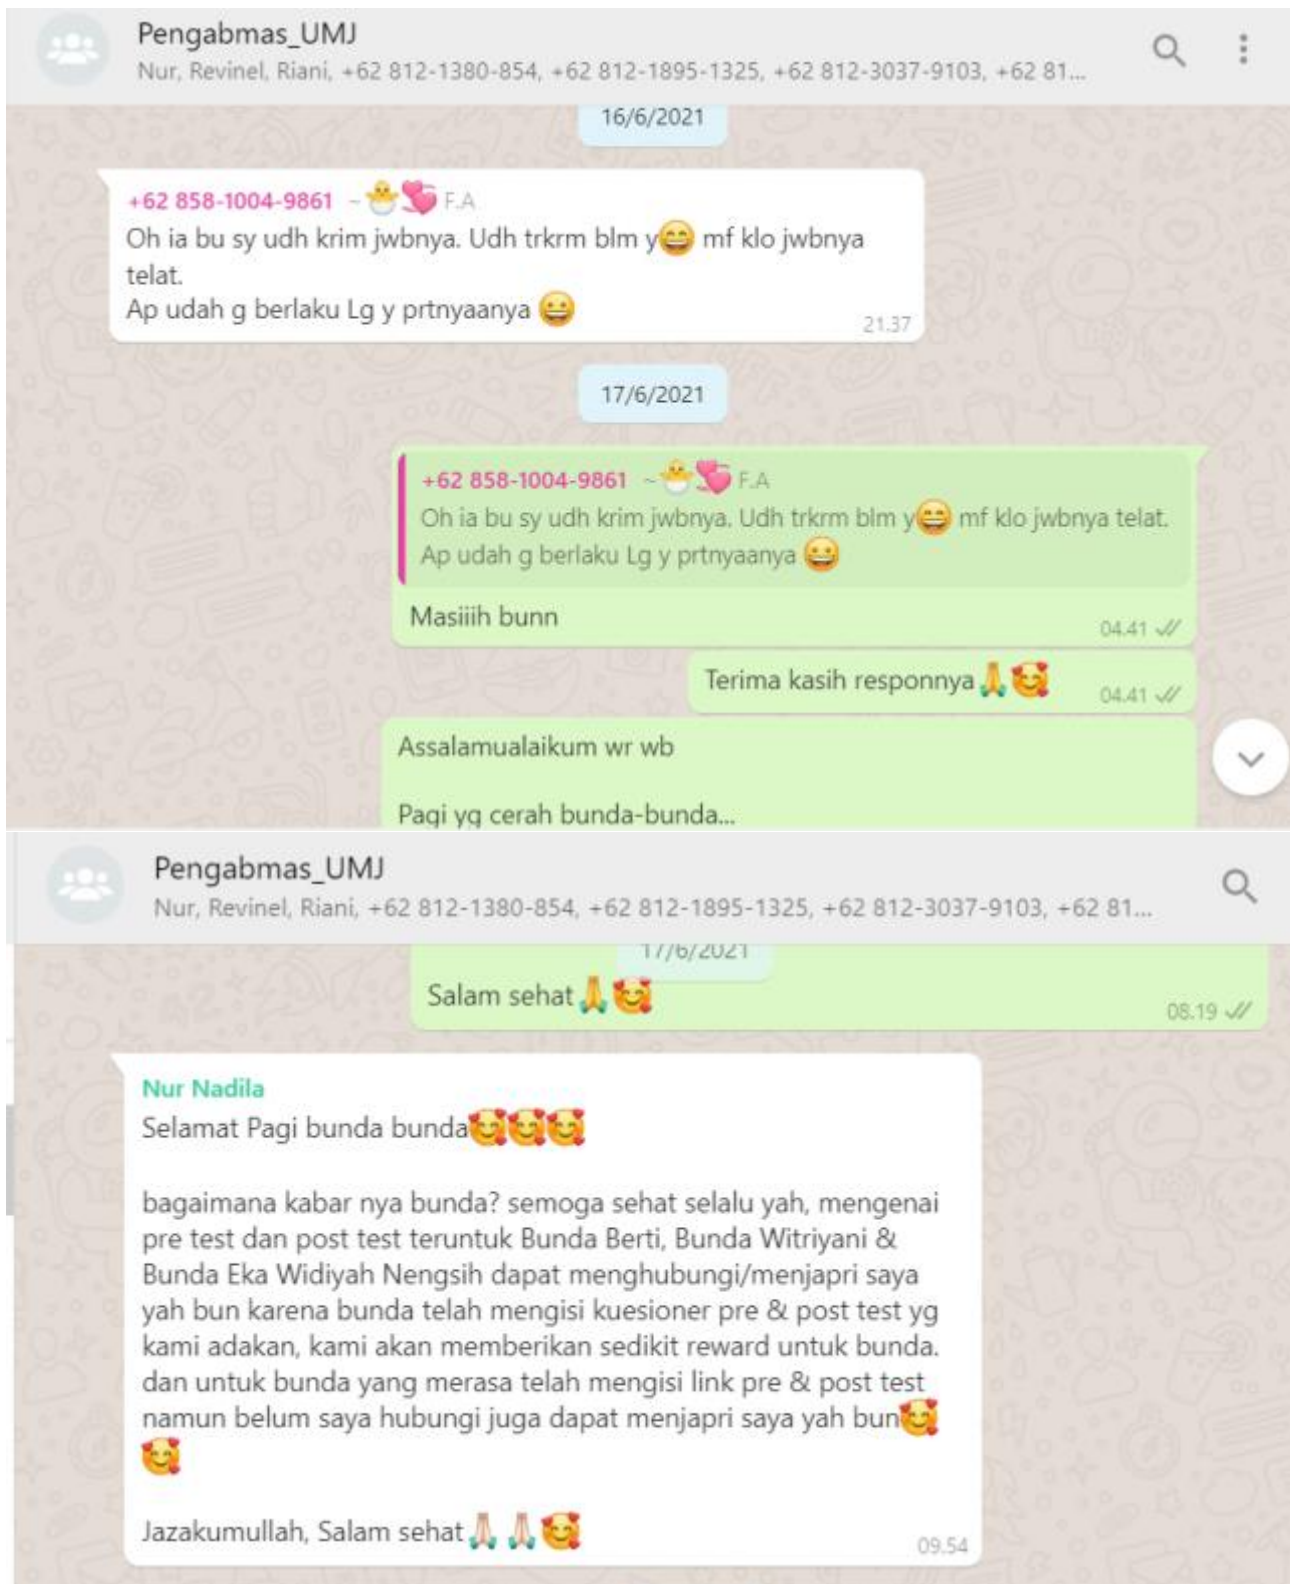 Pengabmas_UMJ
Nur, Revinel, Riani, +62 812-1380-854, +62 812-1895-1325, +62 812-3037-9103, +62 81...
16/6/2021
+62 858-1004-9861 ~🐣💞 F.A
Oh ia bu sy udh krim jwbnya. Udh trkrm blm y😄 mf klo jwbnya
telat.
Ap udah g berlaku Lg y prtnyaanya 😀
21.37
17/6/2021
+62 858-1004-9861 ~🐣💞 F.A
Oh ia bu sy udh krim jwbnya. Udh trkrm blm y😄 mf klo jwbnya telat.
Ap udah g berlaku Lg y prtnyaanya 😀
Masiiih bunn
04.41
Terima kasih responnya🙏🥰
04.41
Assalamualaikum wr wb
Pagi yg cerah bunda-bunda...
Pengabmas_UMJ
Nur, Revinel, Riani, +62 812-1380-854, +62 812-1895-1325, +62 812-3037-9103, +62 81...
17/6/2021
Salam sehat🙏🥰
08.19
Nur Nadila
Selamat Pagi bunda bunda🥰🥰🥰
bagaimana kabar nya bunda? semoga sehat selalu yah, mengenai
pre test dan post test teruntuk Bunda Berti, Bunda Witriyani &
Bunda Eka Widiyah Nengsih dapat menghubungi/menjapri saya
yah bun karena bunda telah mengisi kuesioner pre & post test yg
kami adakan, kami akan memberikan sedikit reward untuk bunda.
dan untuk bunda yang merasa telah mengisi link pre & post test
namun belum saya hubungi juga dapat menjapri saya yah bun🥰
🥰
Jazakumullah, Salam sehat🙏🏻🙏🏻🥰
09.54